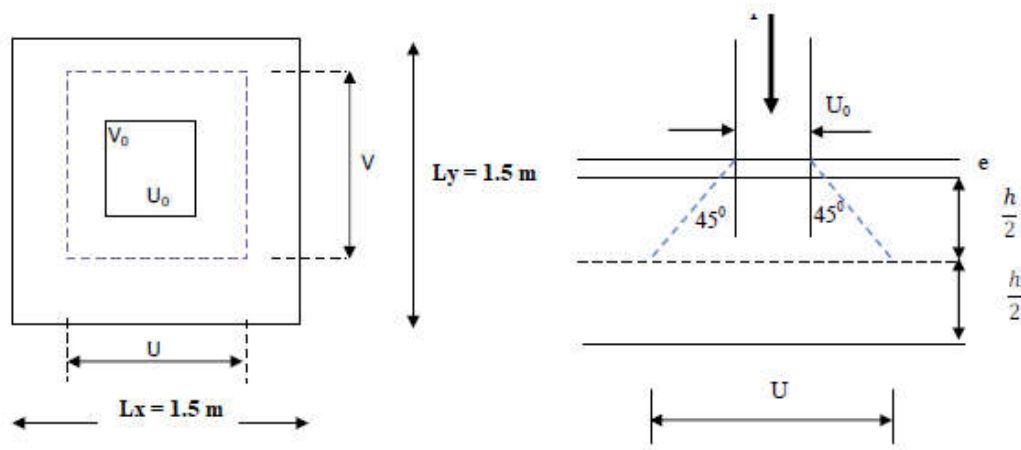 V₀
U₀
V
U
Ly = 1.5 m
Lx = 1.5 m
U₀
e
45⁰
45⁰
h/2
h/2
U